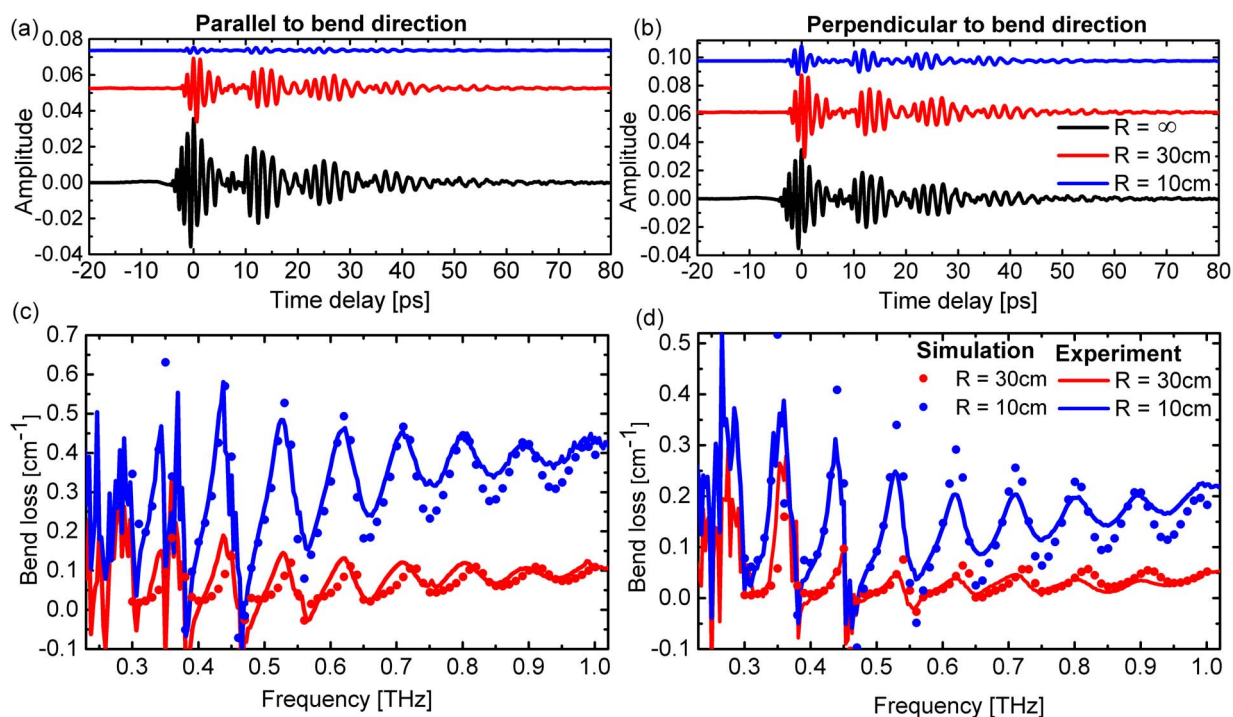 (a)
Parallel to bend direction
0.08
0.06
0.04
0.02
0.00
-0.02
-0.04
Amplitude
-20 -10 0 10 20 30 40 50 60 70 80
Time delay [ps]
(b)
Perpendicular to bend direction
0.10
0.08
0.06
0.04
0.02
0.00
-0.02
-0.04
Amplitude
R = ∞
R = 30cm
R = 10cm
-20 -10 0 10 20 30 40 50 60 70 80
Time delay [ps]
(c)
0.7
0.6
0.5
0.4
0.3
0.2
0.1
0.0
-0.1
Bend loss [cm⁻¹]
0.3 0.4 0.5 0.6 0.7 0.8 0.9 1.0
Frequency [THz]
(d)
0.5
0.4
0.3
0.2
0.1
0.0
-0.1
Bend loss [cm⁻¹]
Simulation Experiment
R = 30cm R = 30cm
R = 10cm R = 10cm
0.3 0.4 0.5 0.6 0.7 0.8 0.9 1.0
Frequency [THz]